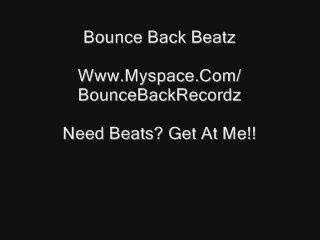 Bounce Back Beatz
Www.Myspace.Com/
BounceBackRecordz
Need Beats? Get At Me!!